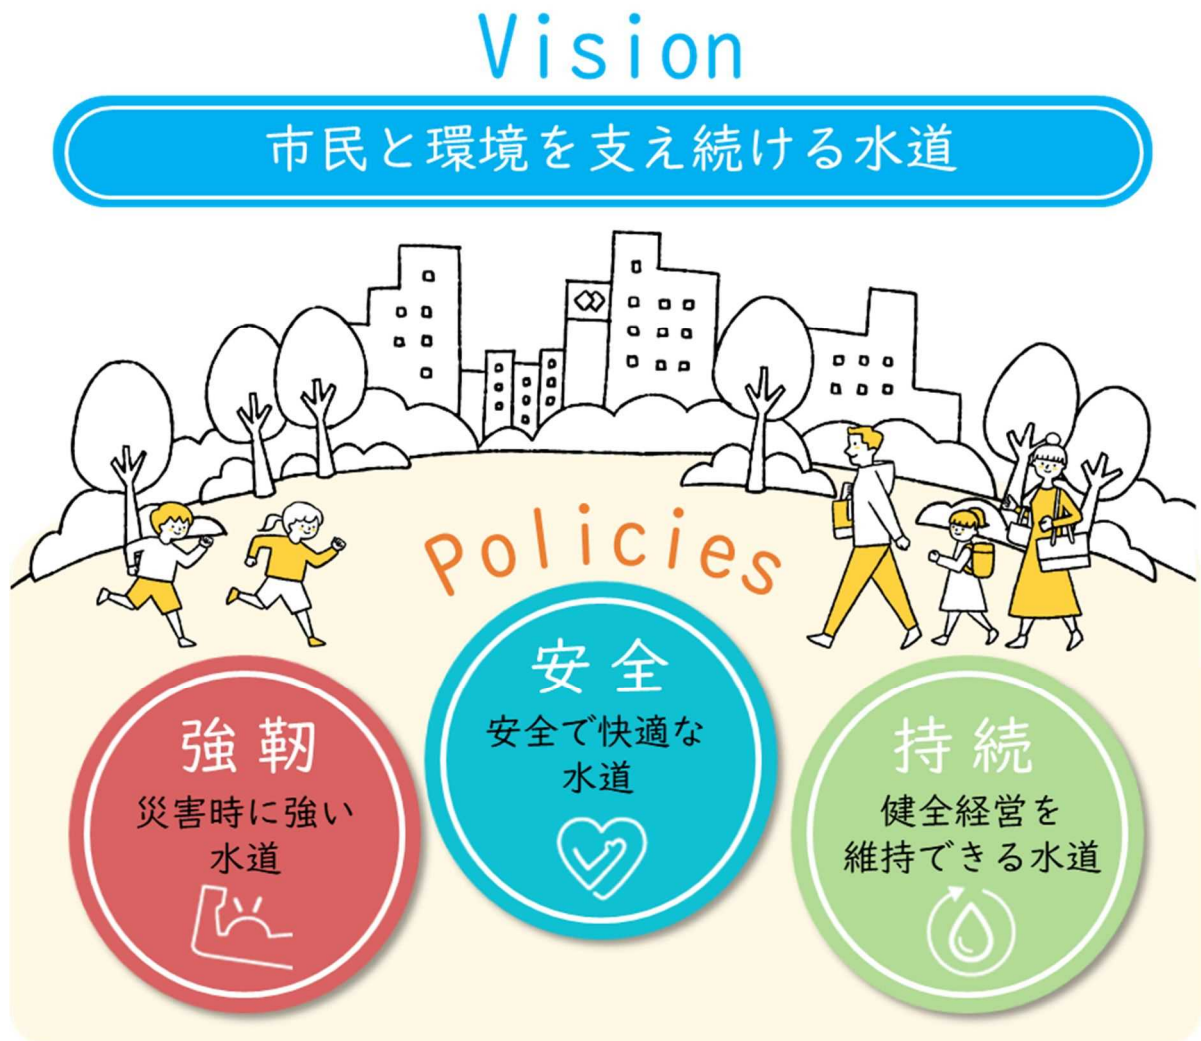 Vision
市民と環境を支え続ける水道
Policies
強靭
災害時に強い
水道
安全
安全で快適な
水道
持続
健全経営を
維持できる水道